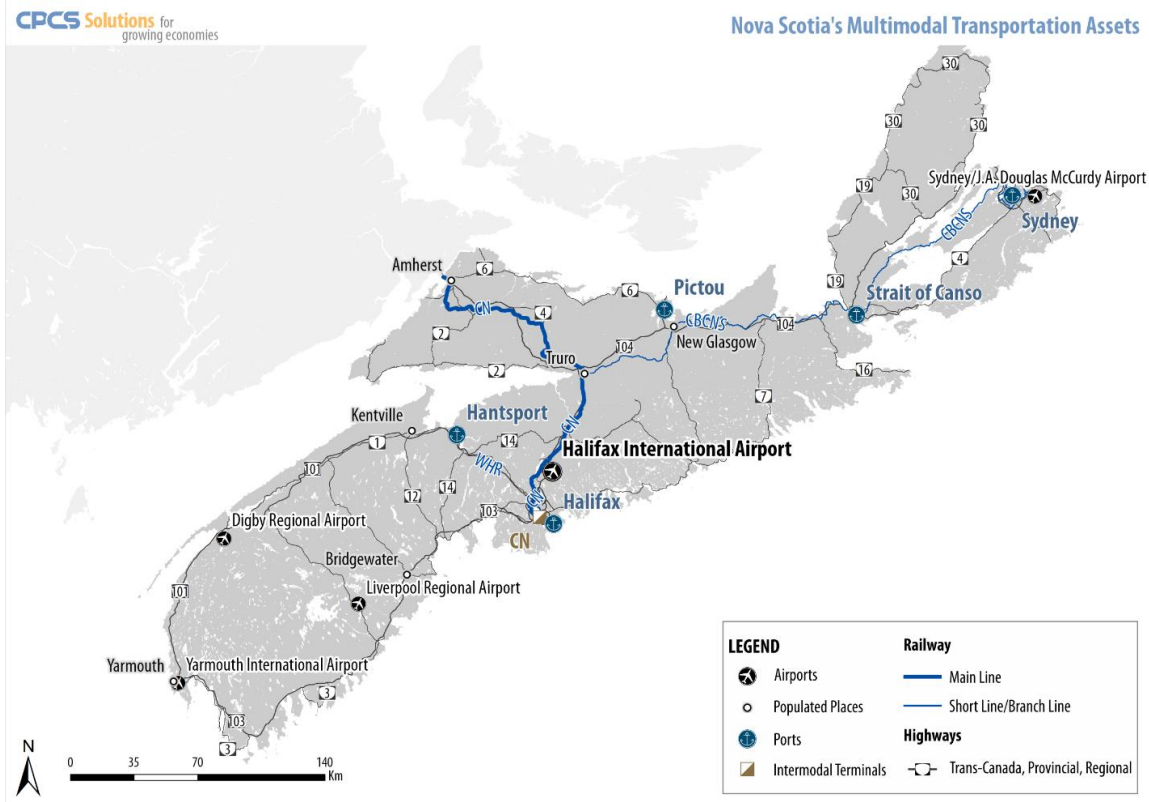 CPCS Solutions for
growing economies
Nova Scotia's Multimodal Transportation Assets
30
30
30
19
30
Sydney/J.A. Douglas McCurdy Airport
CBCNS
Sydney
4
Amherst
6
19
Strait of Canso
6
Pictou
CN
4
CBCNS
104
2
New Glasgow
104
Truro
2
16
7
Kentville
Hantsport
1
CN
14
Halifax International Airport
101
WHR
14
12
CN
Halifax
103
CN
Digby Regional Airport
Bridgewater
Liverpool Regional Airport
101
Yarmouth
Yarmouth International Airport
3
103
3
N
0 35 70 140
Km
LEGEND
Airports
Populated Places
Ports
Intermodal Terminals
Railway
Main Line
Short Line/Branch Line
Highways
Trans-Canada, Provincial, Regional